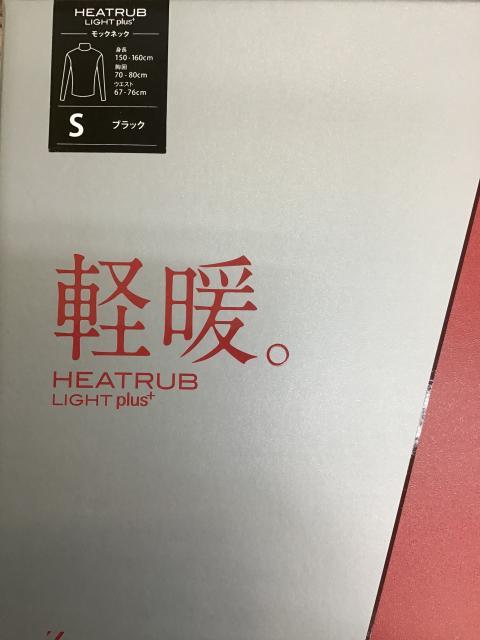 HEATRUB
LIGHT plus+
モックネック
身長
150-160cm
胸囲
70-80cm
ウエスト
67-76cm
S
ブラック
軽暖。
HEATRUB
LIGHT plus+